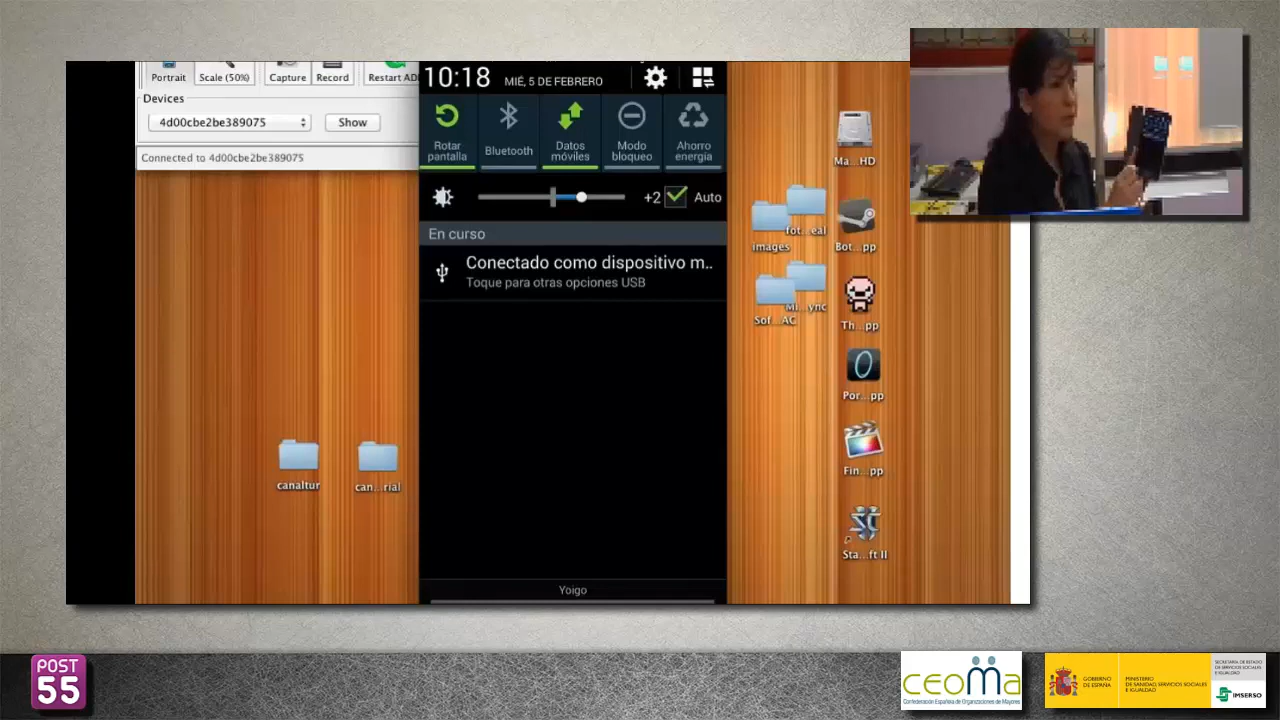 Portrait
Scale (50%)
Capture
Record
Restart AD
Devices
4d00cbe2be389075
Show
Connected to 4d00cbe2be389075
10:18
MIÉ, 5 DE FEBRERO
Rotar
pantalla
Bluetooth
Datos
móviles
Modo
bloqueo
Ahorro
energía
+2
Auto
En curso
Conectado como dispositivo m..
Toque para otras opciones USB
Yoigo
canaltur
can...rial
Ma...HD
fot...eal
images
Bot...pp
Mi...ync
Sof...AC
Th...pp
Por...pp
Fin...pp
Sta...ft II
POST
55
ceoma
Confederación Española de Organizaciones de Mayores
GOBIERNO
DE ESPAÑA
MINISTERIO
DE SANIDAD, SERVICIOS SOCIALES
E IGUALDAD
SECRETARÍA DE ESTADO
DE SERVICIOS SOCIALES
E IGUALDAD
IMSERSO